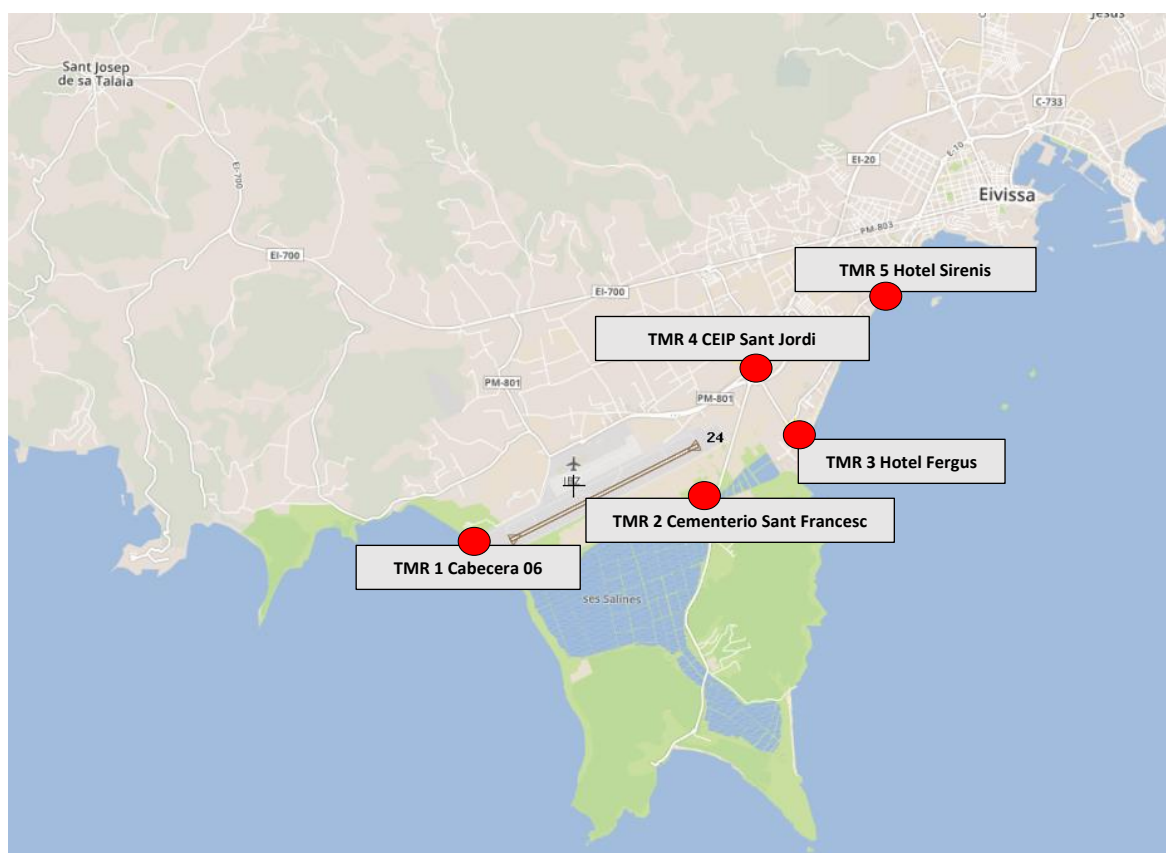 Jesús
Sant Josep
de sa Talaia
C-733
EI-20
E-10
EI-700
Eivissa
PM-803
EI-700
TMR 5 Hotel Sirenis
EI-700
TMR 4 CEIP Sant Jordi
PM-801
PM-801
24
TMR 3 Hotel Fergus
IBZ
TMR 2 Cementerio Sant Francesc
TMR 1 Cabecera 06
ses Salines